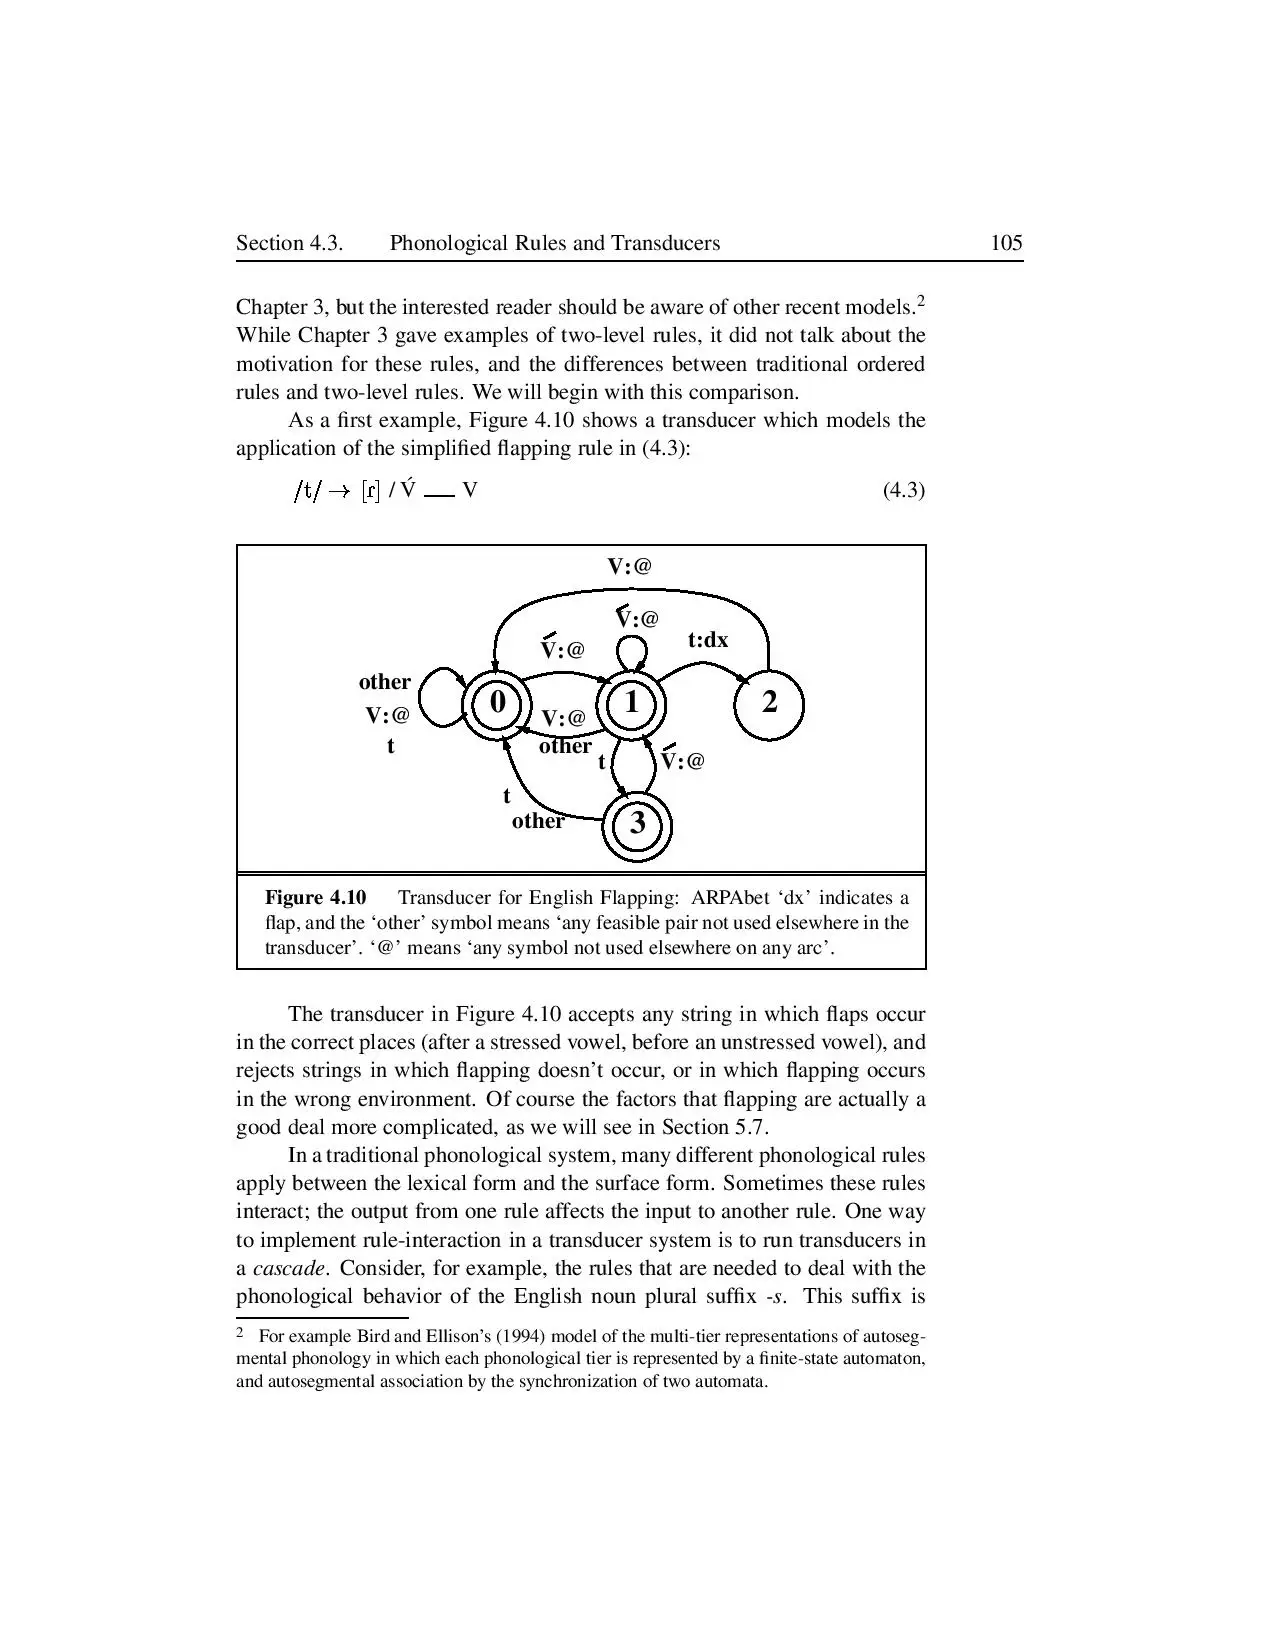 Section 4.3. Phonological Rules and Transducers 105
Chapter 3, but the interested reader should be aware of other recent models.2
While Chapter 3 gave examples of two-level rules, it did not talk about the
motivation for these rules, and the differences between traditional ordered
rules and two-level rules. We will begin with this comparison.
As a first example, Figure 4.10 shows a transducer which models the
application of the simplified flapping rule in (4.3):
/t/ → [ɾ] / V́ __ V (4.3)
V:@
V́:@
V́:@
t:dx
other
V:@
t
0
1
2
V:@
other
t
V́:@
t
other
3
Figure 4.10 Transducer for English Flapping: ARPAbet ‘dx’ indicates a
flap, and the ‘other’ symbol means ‘any feasible pair not used elsewhere in the
transducer’. ‘@’ means ‘any symbol not used elsewhere on any arc’.
The transducer in Figure 4.10 accepts any string in which flaps occur
in the correct places (after a stressed vowel, before an unstressed vowel), and
rejects strings in which flapping doesn’t occur, or in which flapping occurs
in the wrong environment. Of course the factors that flapping are actually a
good deal more complicated, as we will see in Section 5.7.
In a traditional phonological system, many different phonological rules
apply between the lexical form and the surface form. Sometimes these rules
interact; the output from one rule affects the input to another rule. One way
to implement rule-interaction in a transducer system is to run transducers in
a cascade. Consider, for example, the rules that are needed to deal with the
phonological behavior of the English noun plural suffix -s. This suffix is
2 For example Bird and Ellison’s (1994) model of the multi-tier representations of autoseg-
mental phonology in which each phonological tier is represented by a finite-state automaton,
and autosegmental association by the synchronization of two automata.